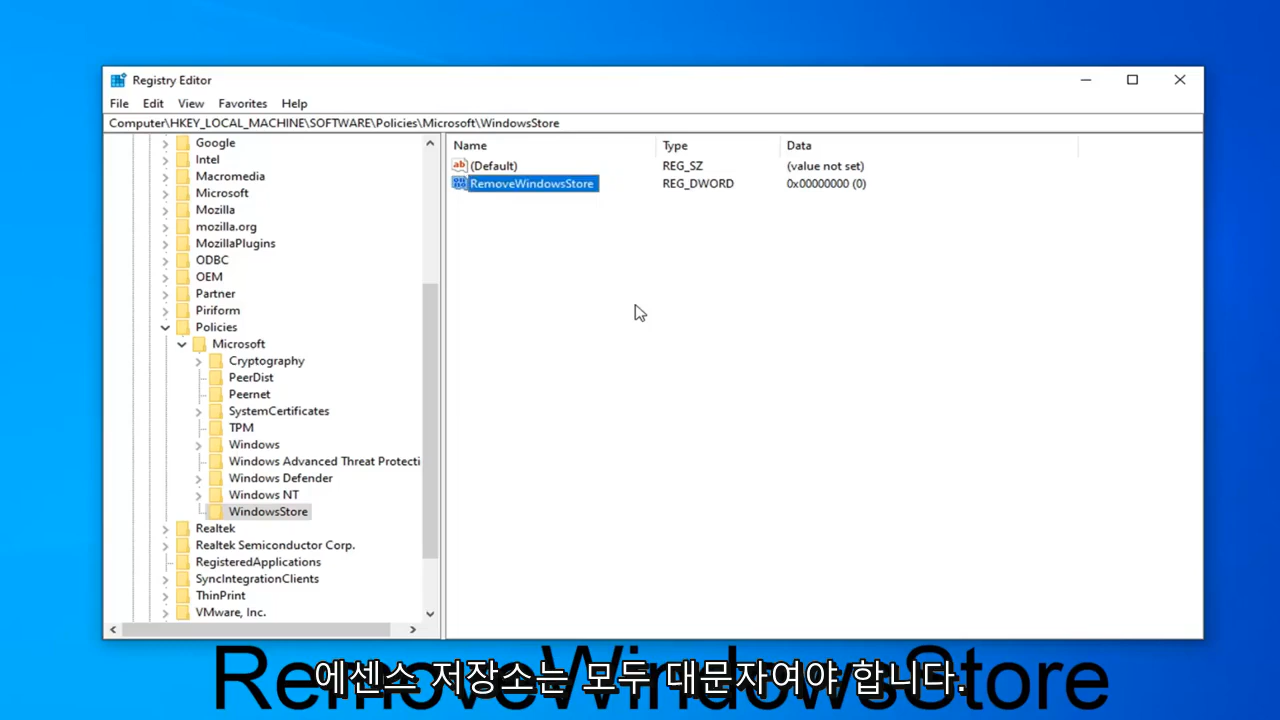 Registry Editor
File Edit View Favorites Help
Computer\HKEY_LOCAL_MACHINE\SOFTWARE\Policies\Microsoft\WindowsStore
Google
Intel
Macromedia
Microsoft
Mozilla
mozilla.org
MozillaPlugins
ODBC
OEM
Partner
Piriform
Policies
Microsoft
Cryptography
PeerDist
Peernet
SystemCertificates
TPM
Windows
Windows Advanced Threat Protecti
Windows Defender
Windows NT
WindowsStore
Realtek
Realtek Semiconductor Corp.
RegisteredApplications
SyncIntegrationClients
ThinPrint
VMware, Inc.
Name Type Data
(Default) REG_SZ (value not set)
RemoveWindowsStore REG_DWORD 0x00000000 (0)
RemoveWindowsStore
에센스 저장소는 모두 대문자여야 합니다.